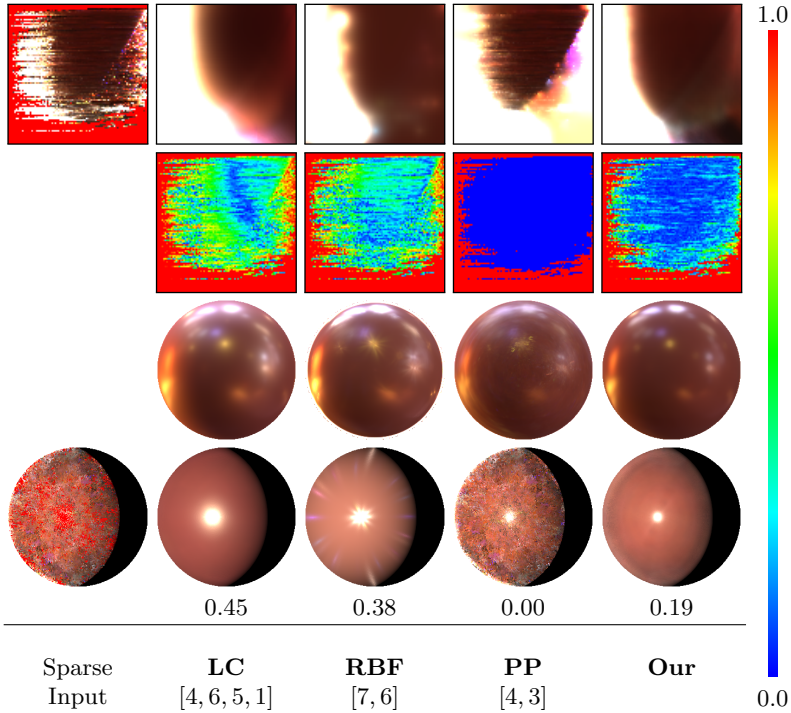 1.0
0.45 0.38 0.00 0.19
Sparse LC RBF PP Our
Input [4, 6, 5, 1] [7, 6] [4, 3]
0.0